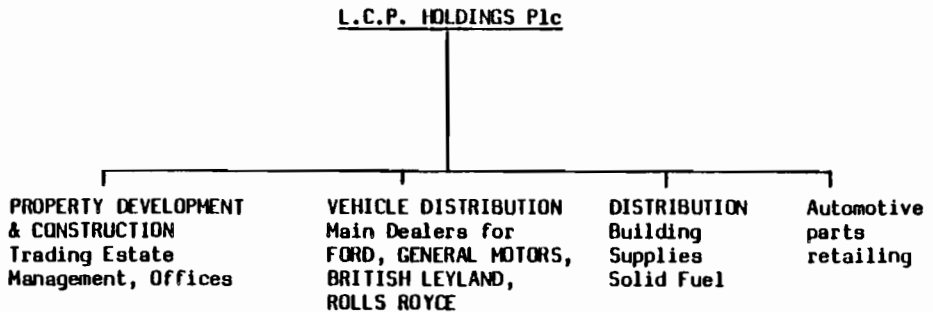 L.C.P. HOLDINGS Plc
PROPERTY DEVELOPMENT
& CONSTRUCTION
Trading Estate
Management, Offices
VEHICLE DISTRIBUTION
Main Dealers for
FORD, GENERAL MOTORS,
BRITISH LEYLAND,
ROLLS ROYCE
DISTRIBUTION
Building
Supplies
Solid Fuel
Automotive
parts
retailing